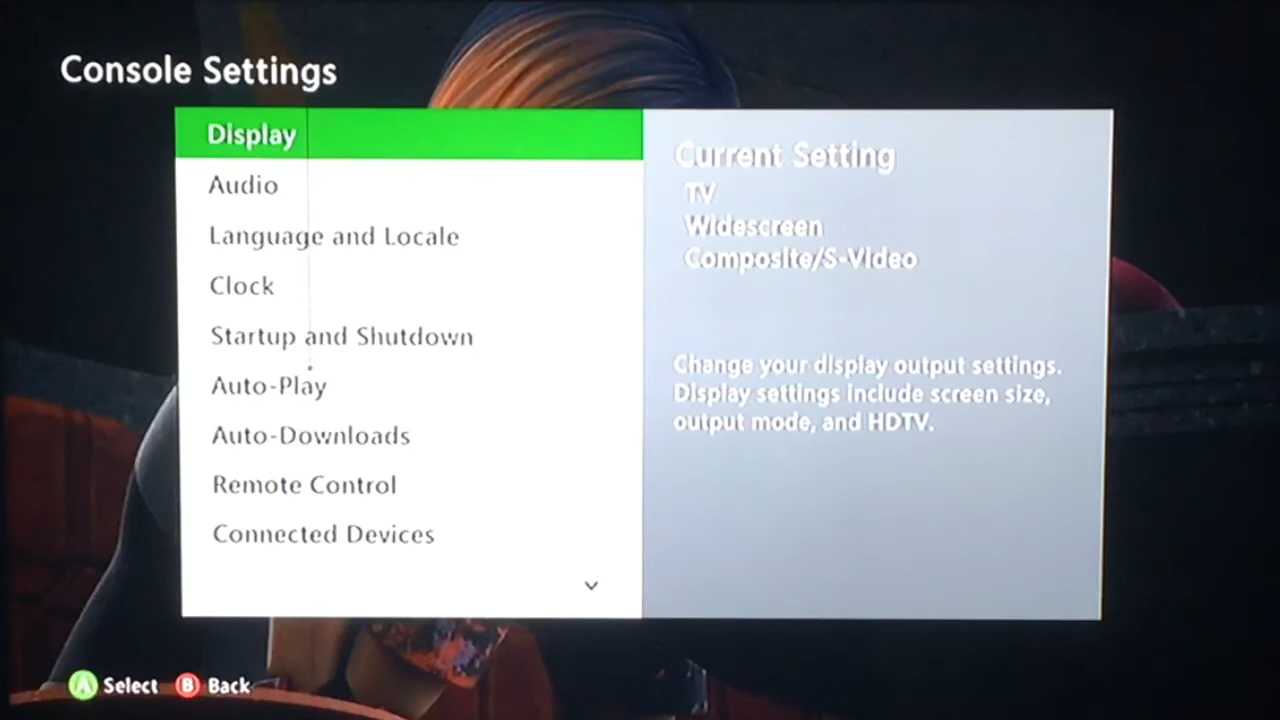 Console Settings
Display
Audio
Language and Locale
Clock
Startup and Shutdown
Auto-Play
Auto-Downloads
Remote Control
Connected Devices
Current Setting
TV
Widescreen
Composite/S-Video
Change your display output settings.
Display settings include screen size,
output mode, and HDTV.
A Select B Back